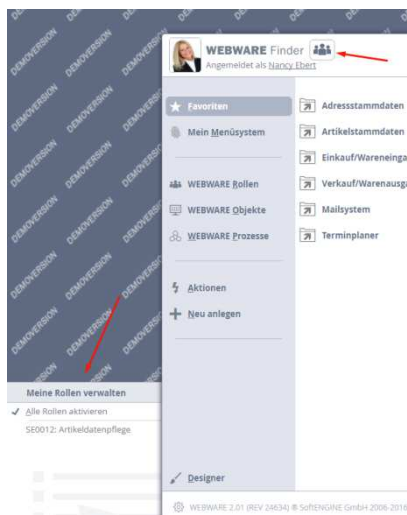 DEMOVERSION
WEBWARE Finder
Angemeldet als Nancy Ebert
Favoriten
Mein Menüsystem
WEBWARE Rollen
WEBWARE Objekte
WEBWARE Prozesse
Aktionen
Neu anlegen
Designer
Adressstammdaten
Artikelstammdaten
Einkauf/Wareneinga
Verkauf/Warenausga
Mailsystem
Terminplaner
Meine Rollen verwalten
Alle Rollen aktivieren
SE0012: Artikeldatenpflege
WEBWARE 2.01 (REV 24634) © SoftENGINE GmbH 2006-2016